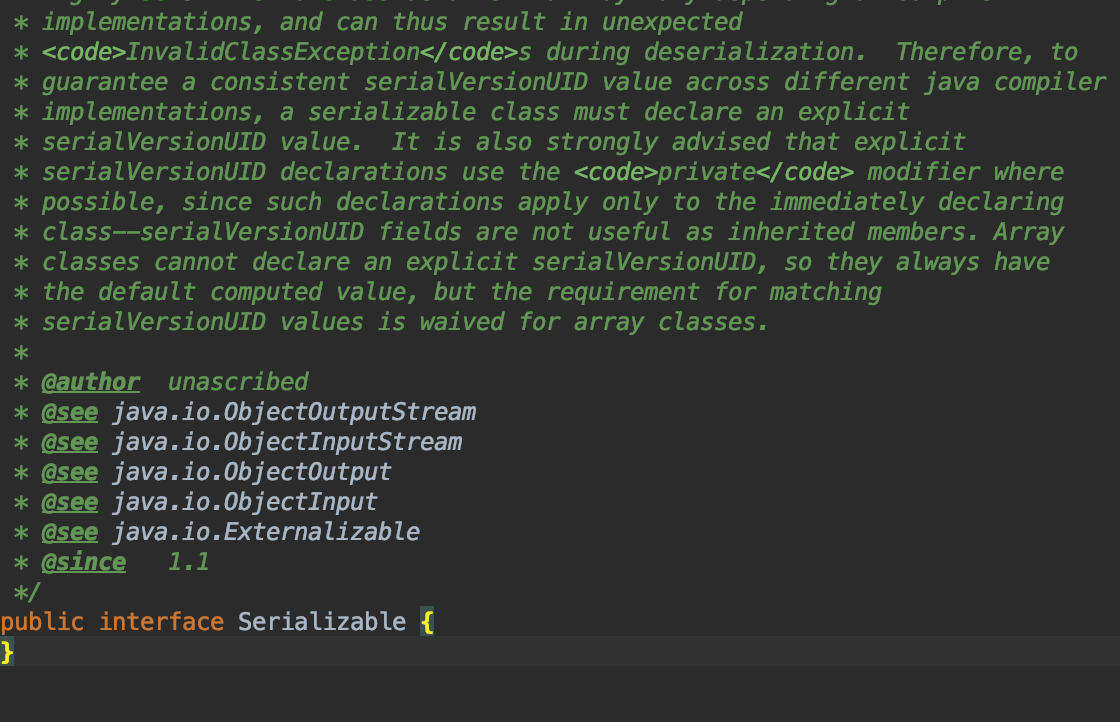 * implementations, and can thus result in unexpected
* <code>InvalidClassException</code>s during deserialization.  Therefore, to
* guarantee a consistent serialVersionUID value across different java compiler
* implementations, a serializable class must declare an explicit
* serialVersionUID value.  It is also strongly advised that explicit
* serialVersionUID declarations use the <code>private</code> modifier where
* possible, since such declarations apply only to the immediately declaring
* class--serialVersionUID fields are not useful as inherited members. Array
* classes cannot declare an explicit serialVersionUID, so they always have
* the default computed value, but the requirement for matching
* serialVersionUID values is waived for array classes.
*
* @author  unascribed
* @see java.io.ObjectOutputStream
* @see java.io.ObjectInputStream
* @see java.io.ObjectOutput
* @see java.io.ObjectInput
* @see java.io.Externalizable
* @since   1.1
*/
public interface Serializable {
}